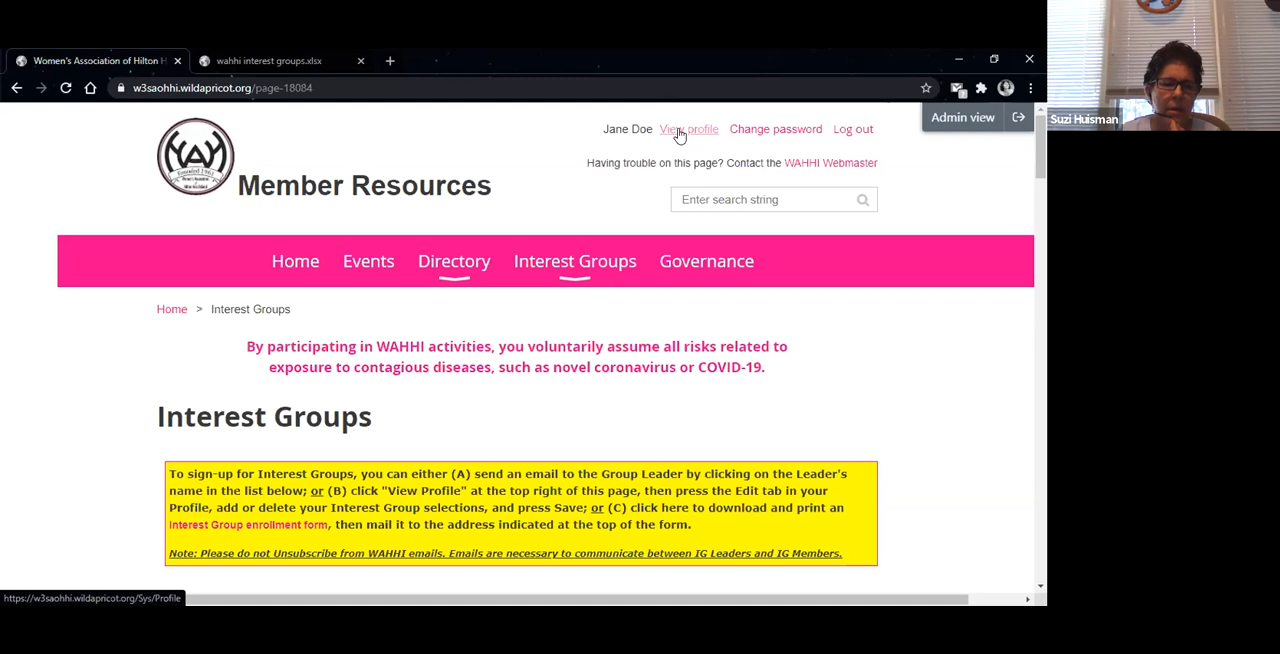 Women's Association of Hilton H
wahhi interest groups.xlsx
w3saohhi.wildapricot.org/page-18084
Suzi Huisman
Admin view
Jane Doe View profile Change password Log out
Having trouble on this page? Contact the WAHHI Webmaster
WAH
Founded 1961
Member Resources
Enter search string
Home Events Directory Interest Groups Governance
Home > Interest Groups
By participating in WAHHI activities, you voluntarily assume all risks related to
exposure to contagious diseases, such as novel coronavirus or COVID-19.
Interest Groups
To sign-up for Interest Groups, you can either (A) send an email to the Group Leader by clicking on the Leader's
name in the list below; or (B) click "View Profile" at the top right of this page, then press the Edit tab in your
Profile, add or delete your Interest Group selections, and press Save; or (C) click here to download and print an
Interest Group enrollment form, then mail it to the address indicated at the top of the form.
Note: Please do not Unsubscribe from WAHHI emails. Emails are necessary to communicate between IG Leaders and IG Members.
https://w3saohhi.wildapricot.org/Sys/Profile